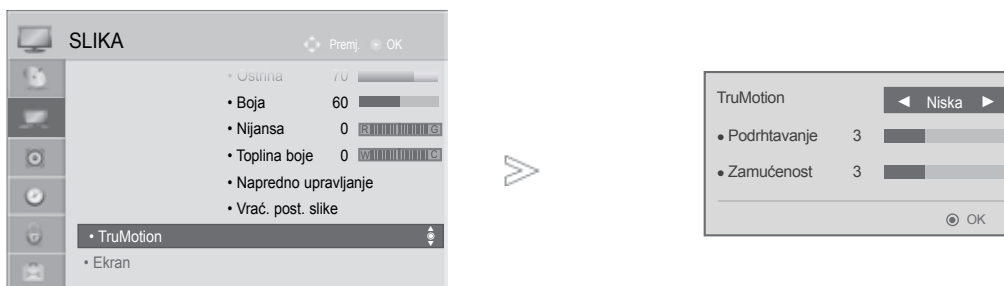 SLIKA
Premj. OK
• Oštrina 70
• Boja 60
• Nijansa 0 R G
• Toplina boje 0 W C
• Napredno upravljanje
• Vrać. post. slike
• TruMotion
• Ekran
TruMotion ◄ Niska ►
• Podrhtavanje 3
• Zamućenost 3
OK